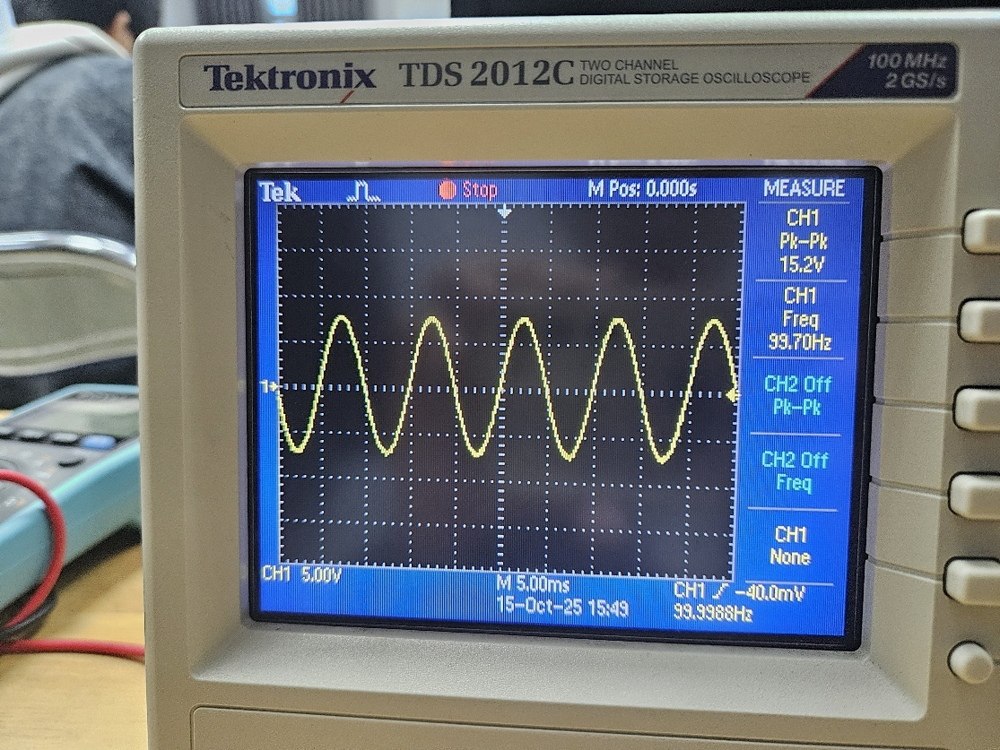 Tektronix TDS 2012C TWO CHANNEL
DIGITAL STORAGE OSCILLOSCOPE
100 MHz
2 GS/s
Tek Stop M Pos: 0.000s MEASURE
CH1
Pk-Pk
15.2V
CH1
Freq
99.70Hz
CH2 Off
Pk-Pk
CH2 Off
Freq
CH1
None
1
CH1 5.00V M 5.00ms CH1 -40.0mV
15-Oct-25 15:49 99.9988Hz